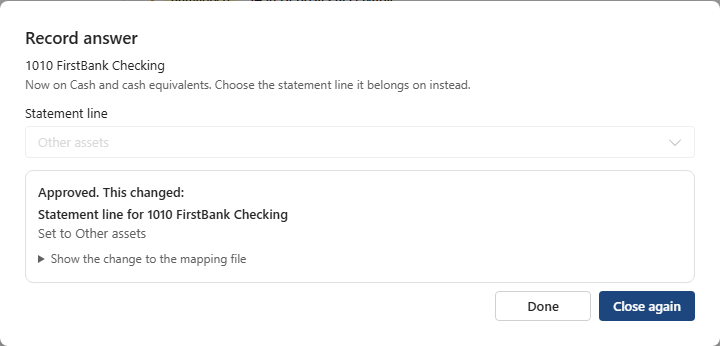 Record answer
1010 FirstBank Checking
Now on Cash and cash equivalents. Choose the statement line it belongs on instead.
Statement line
Other assets
Approved. This changed:
Statement line for 1010 FirstBank Checking
Set to Other assets
Show the change to the mapping file
Done
Close again